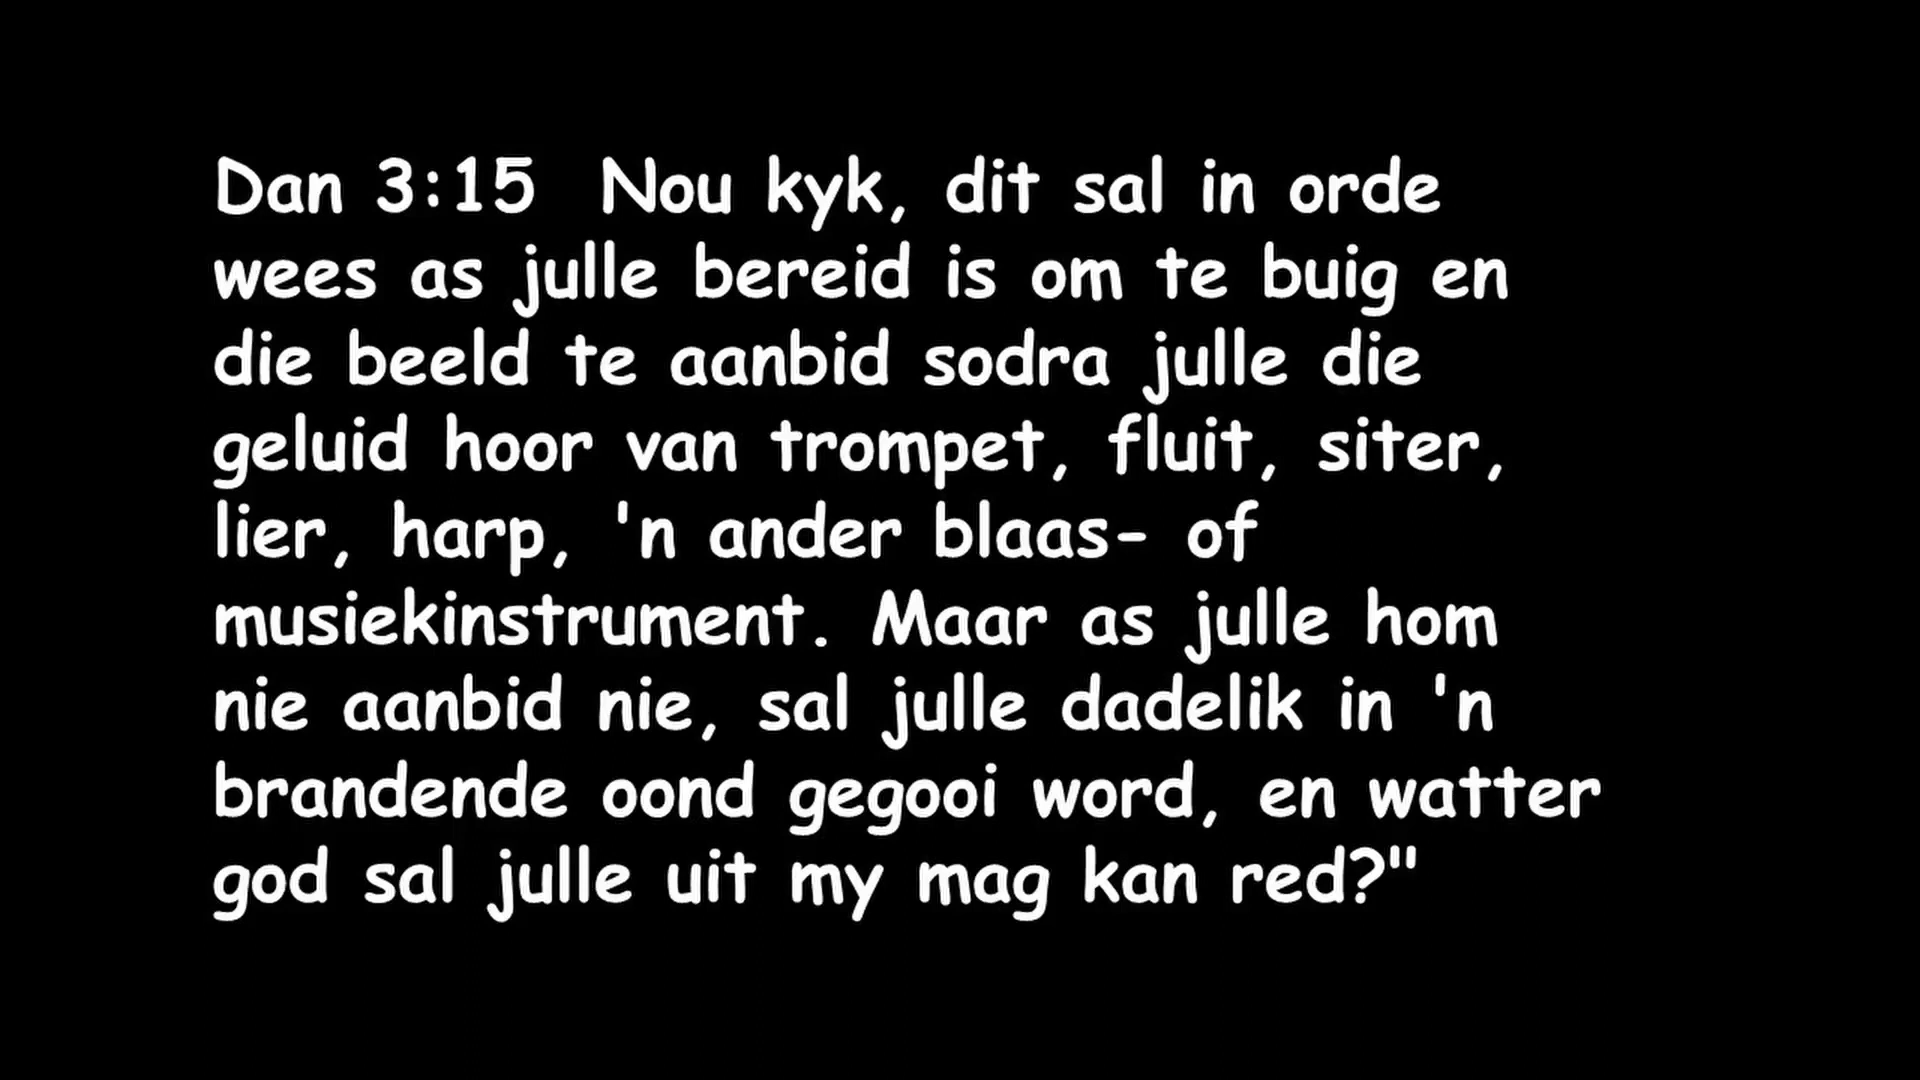 Dan 3:15  Nou kyk, dit sal in orde
wees as julle bereid is om te buig en
die beeld te aanbid sodra julle die
geluid hoor van trompet, fluit, siter,
lier, harp, 'n ander blaas- of
musiekinstrument. Maar as julle hom
nie aanbid nie, sal julle dadelik in 'n
brandende oond gegooi word, en watter
god sal julle uit my mag kan red?"